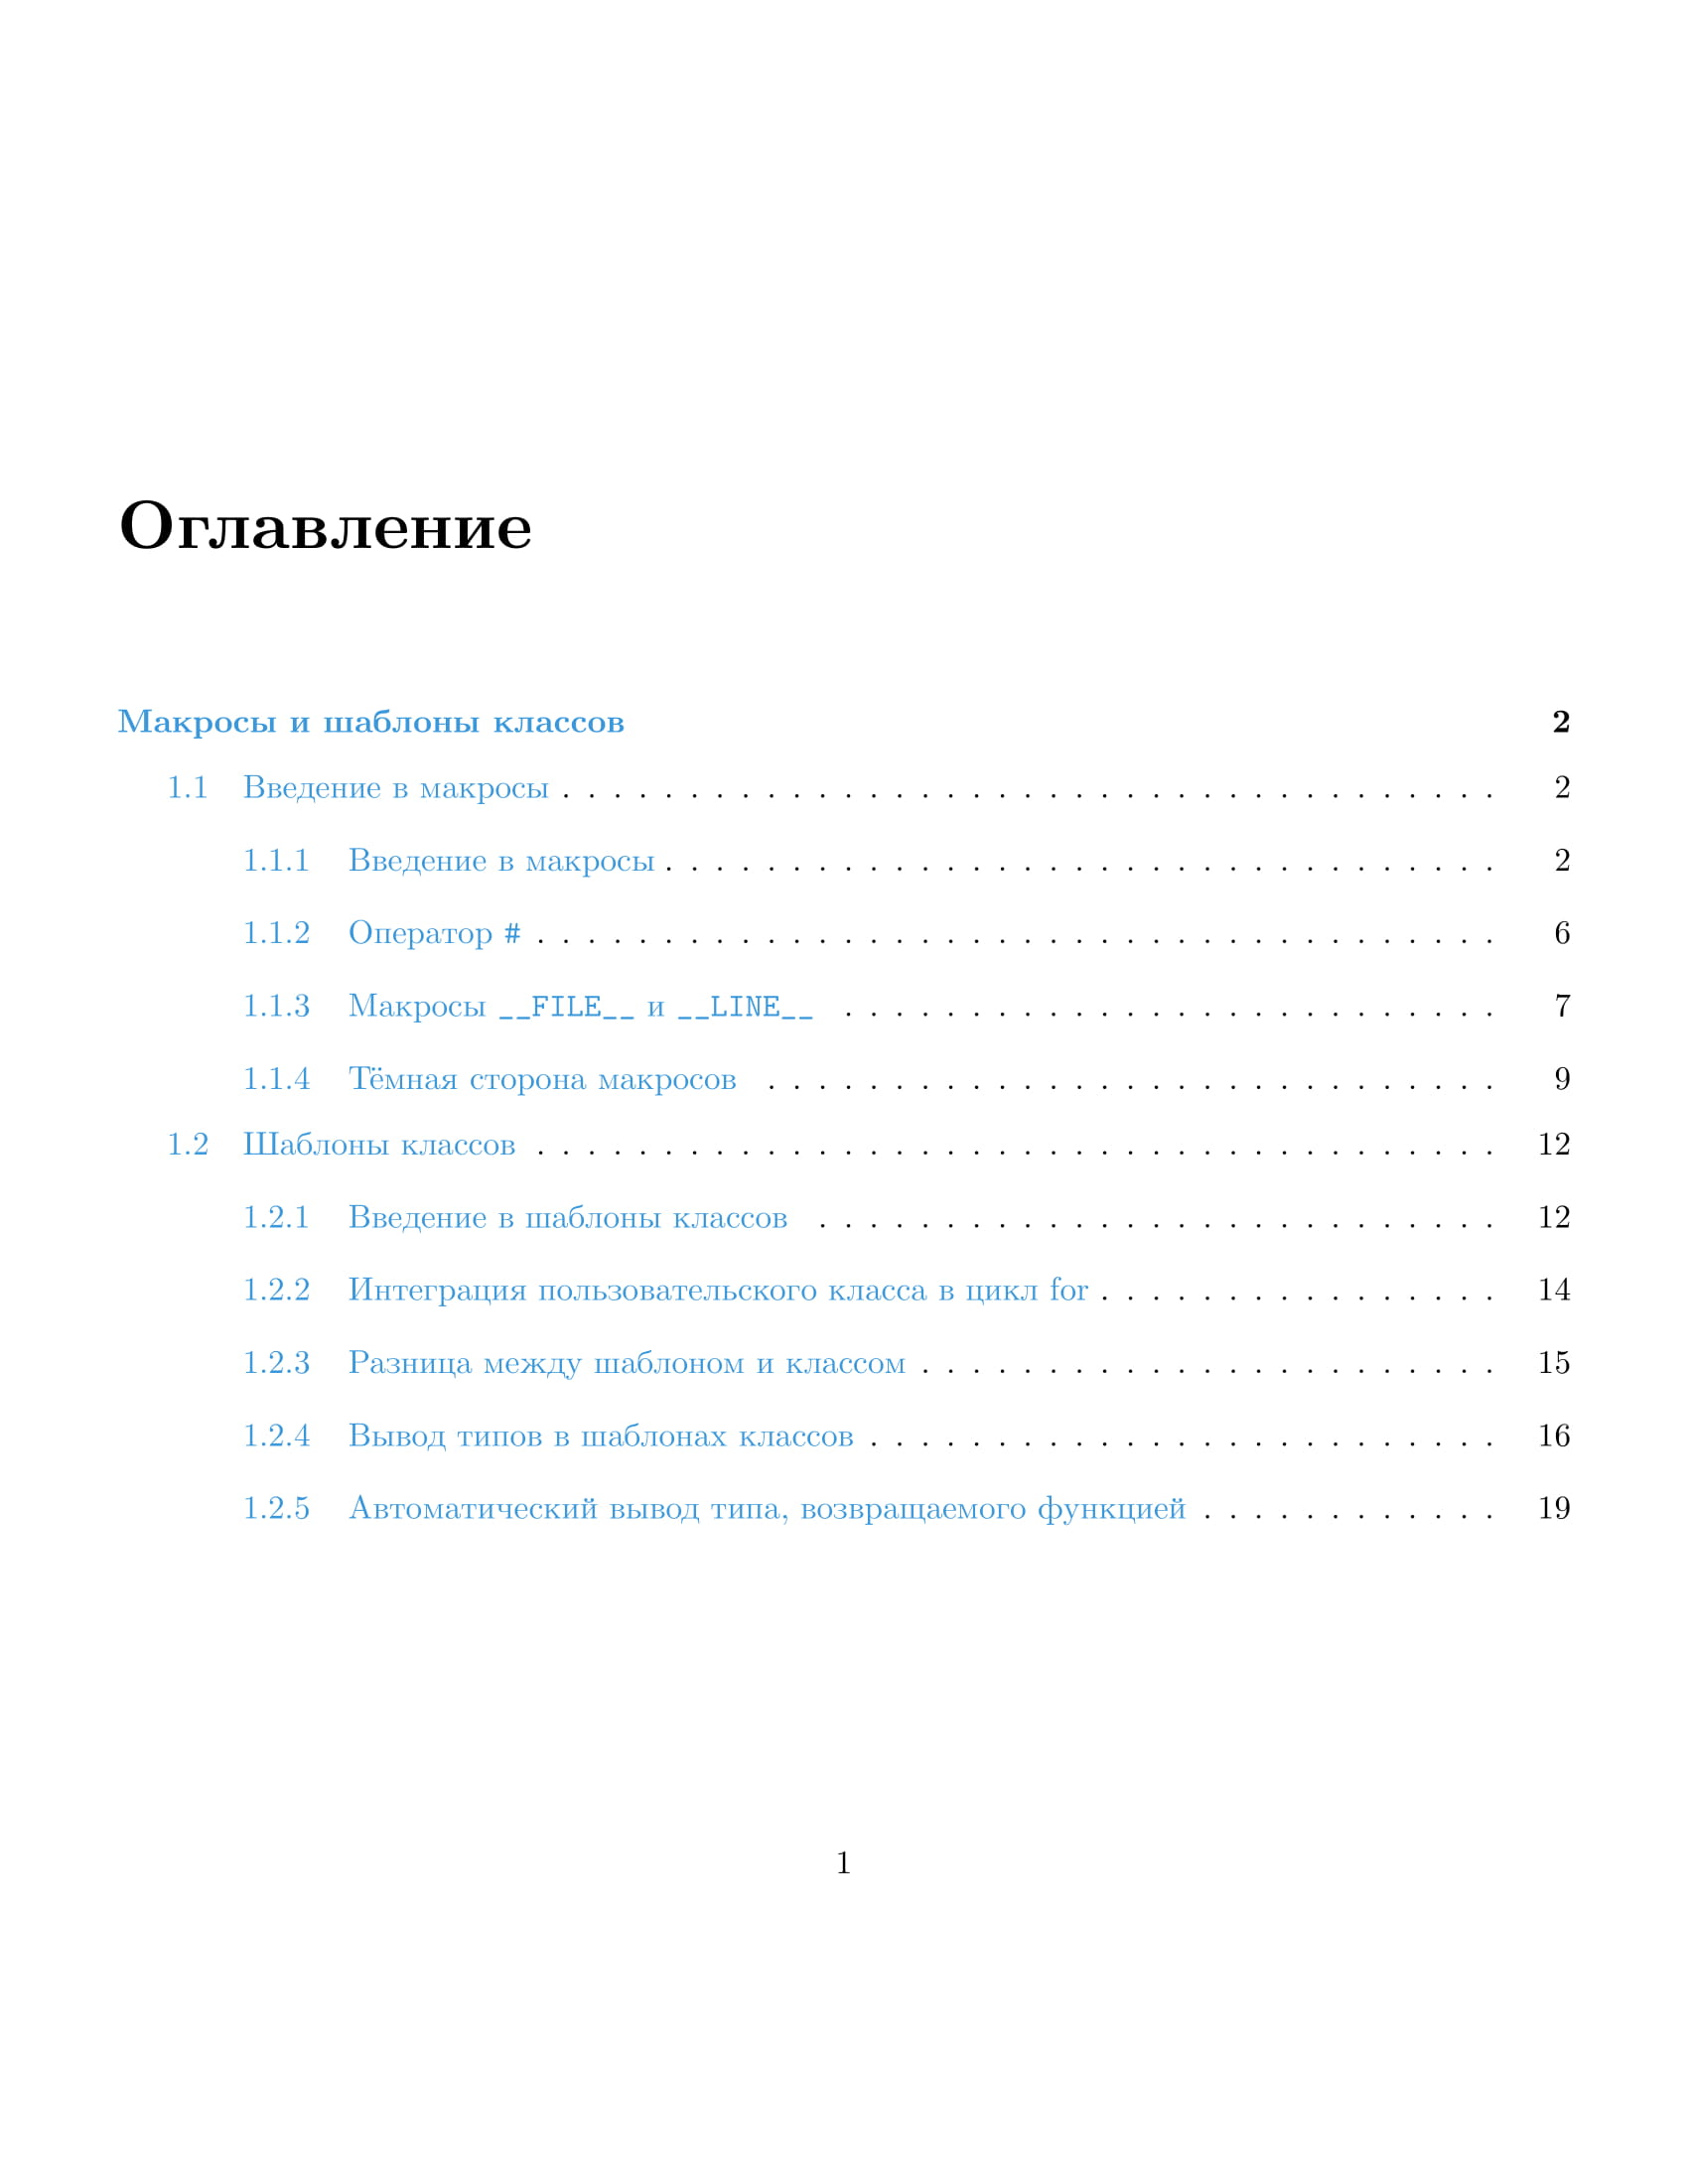 Оглавление
Макросы и шаблоны классов 2
1.1 Введение в макросы . . . . . . . . . . . . . . . . . . . . . . . . . . . . . . . . . . . . . 2
1.1.1 Введение в макросы . . . . . . . . . . . . . . . . . . . . . . . . . . . . . . . . . 2
1.1.2 Оператор # . . . . . . . . . . . . . . . . . . . . . . . . . . . . . . . . . . . . . . 6
1.1.3 Макросы __FILE__ и __LINE__ . . . . . . . . . . . . . . . . . . . . . . . . . . 7
1.1.4 Тёмная сторона макросов . . . . . . . . . . . . . . . . . . . . . . . . . . . . . 9
1.2 Шаблоны классов . . . . . . . . . . . . . . . . . . . . . . . . . . . . . . . . . . . . . . 12
1.2.1 Введение в шаблоны классов . . . . . . . . . . . . . . . . . . . . . . . . . . . 12
1.2.2 Интеграция пользовательского класса в цикл for . . . . . . . . . . . . . . . . 14
1.2.3 Разница между шаблоном и классом . . . . . . . . . . . . . . . . . . . . . . . 15
1.2.4 Вывод типов в шаблонах классов . . . . . . . . . . . . . . . . . . . . . . . . . 16
1.2.5 Автоматический вывод типа, возвращаемого функцией . . . . . . . . . . . . 19
1